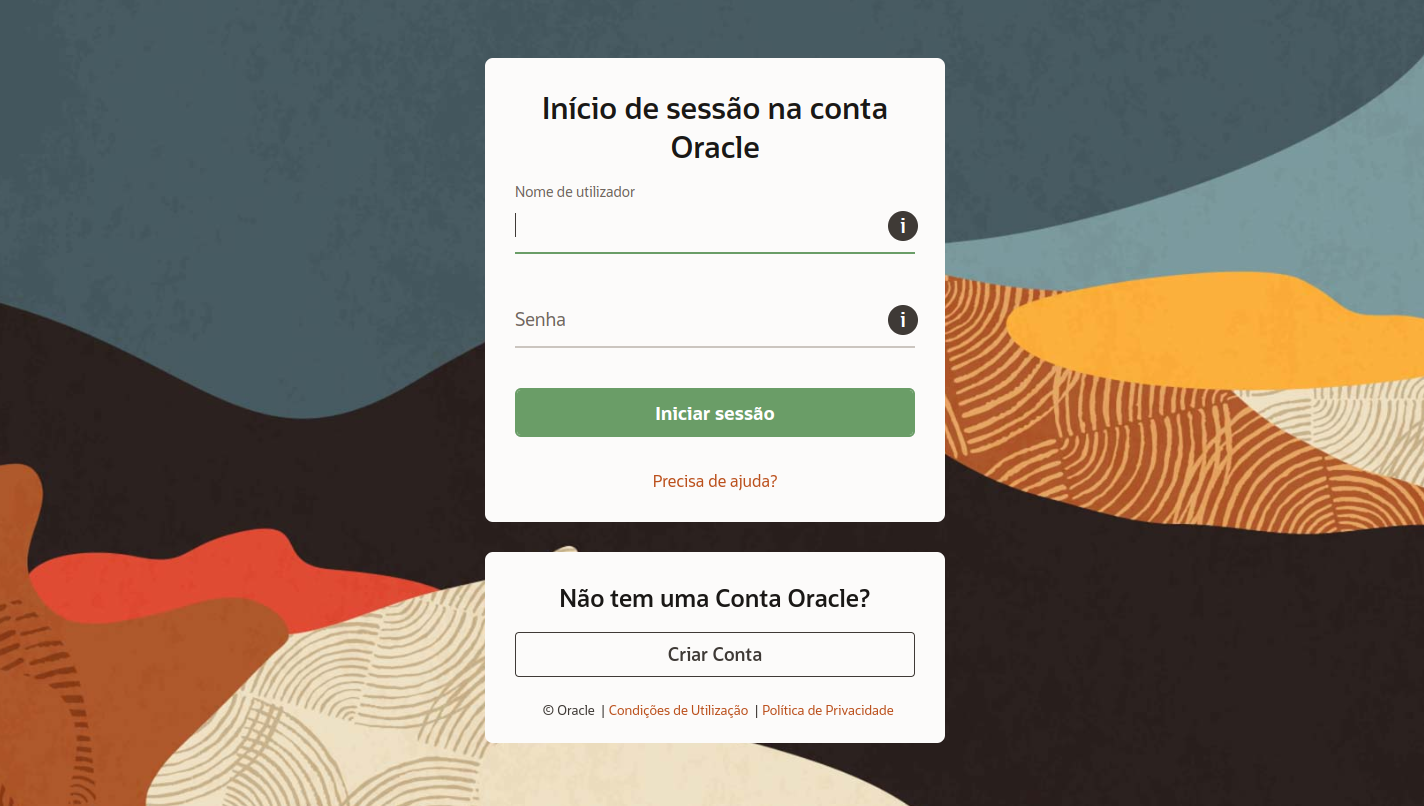 Início de sessão na conta
Oracle
Nome de utilizador
i
Senha
i
Iniciar sessão
Precisa de ajuda?
Não tem uma Conta Oracle?
Criar Conta
© Oracle | Condições de Utilização | Política de Privacidade